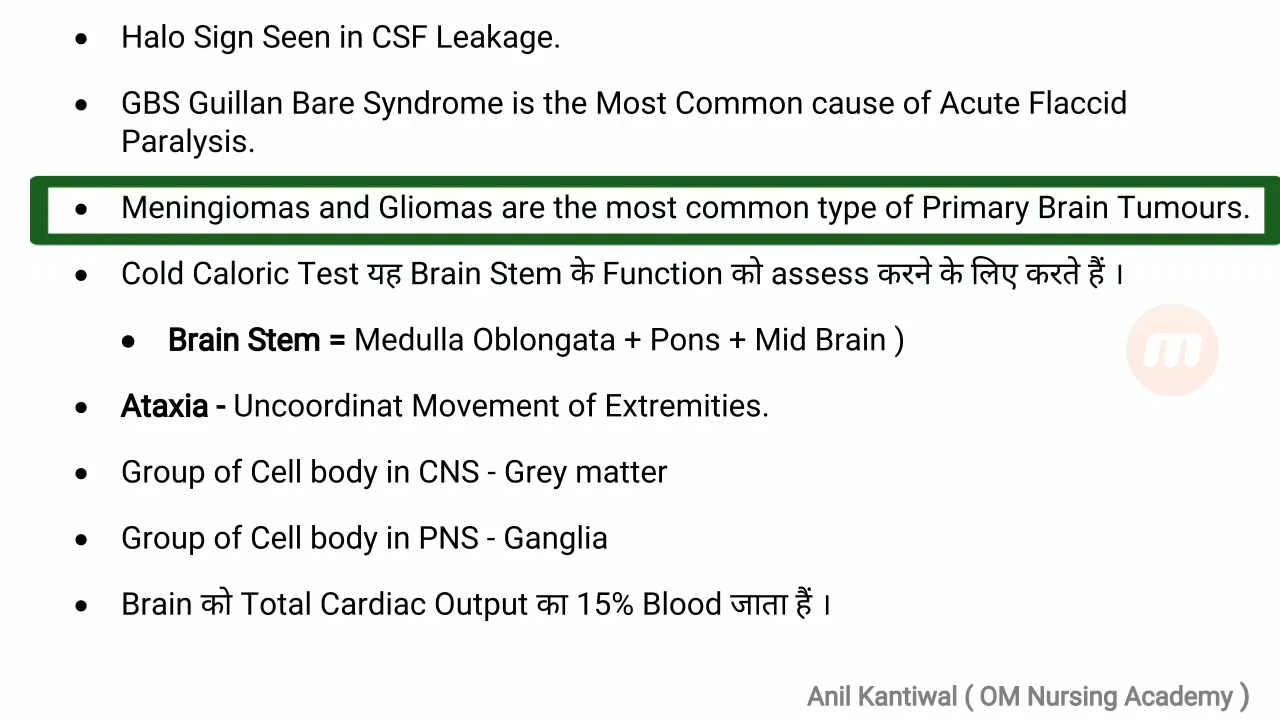 • Halo Sign Seen in CSF Leakage.
• GBS Guillan Bare Syndrome is the Most Common cause of Acute Flaccid
Paralysis.
• Meningiomas and Gliomas are the most common type of Primary Brain Tumours.
• Cold Caloric Test यह Brain Stem के Function को assess करने के लिए करते हैं ।
• Brain Stem = Medulla Oblongata + Pons + Mid Brain )
• Ataxia - Uncoordinat Movement of Extremities.
• Group of Cell body in CNS - Grey matter
• Group of Cell body in PNS - Ganglia
• Brain को Total Cardiac Output का 15% Blood जाता हैं ।
Anil Kantiwal ( OM Nursing Academy )